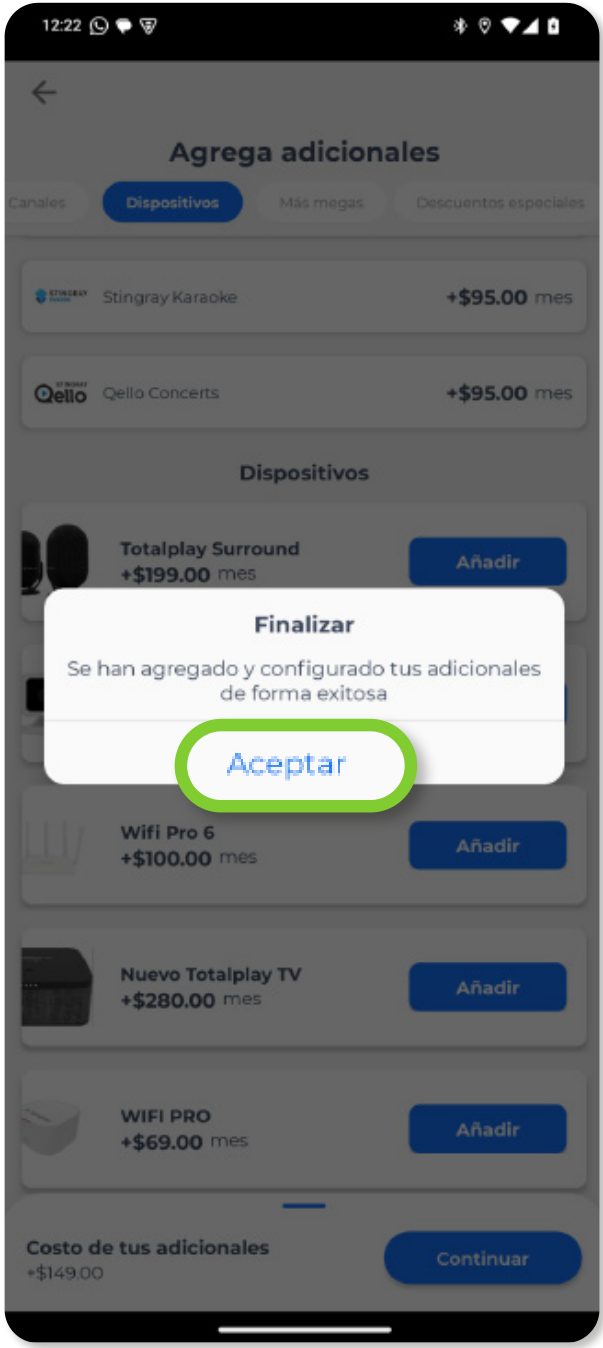 12:22
Agrega adicionales
Canales Dispositivos Más megas Descuentos especiales
STINGRAY Stingray Karaoke +$95.00 mes
STINGRAY
Qello Qello Concerts +$95.00 mes
Dispositivos
Totalplay Surround
+$199.00 mes
Añadir
Finalizar
Se han agregado y configurado tus adicionales
de forma exitosa
Aceptar
Wifi Pro 6
+$100.00 mes
Añadir
Nuevo Totalplay TV
+$280.00 mes
Añadir
WIFI PRO
+$69.00 mes
Añadir
Costo de tus adicionales
+$149.00
Continuar